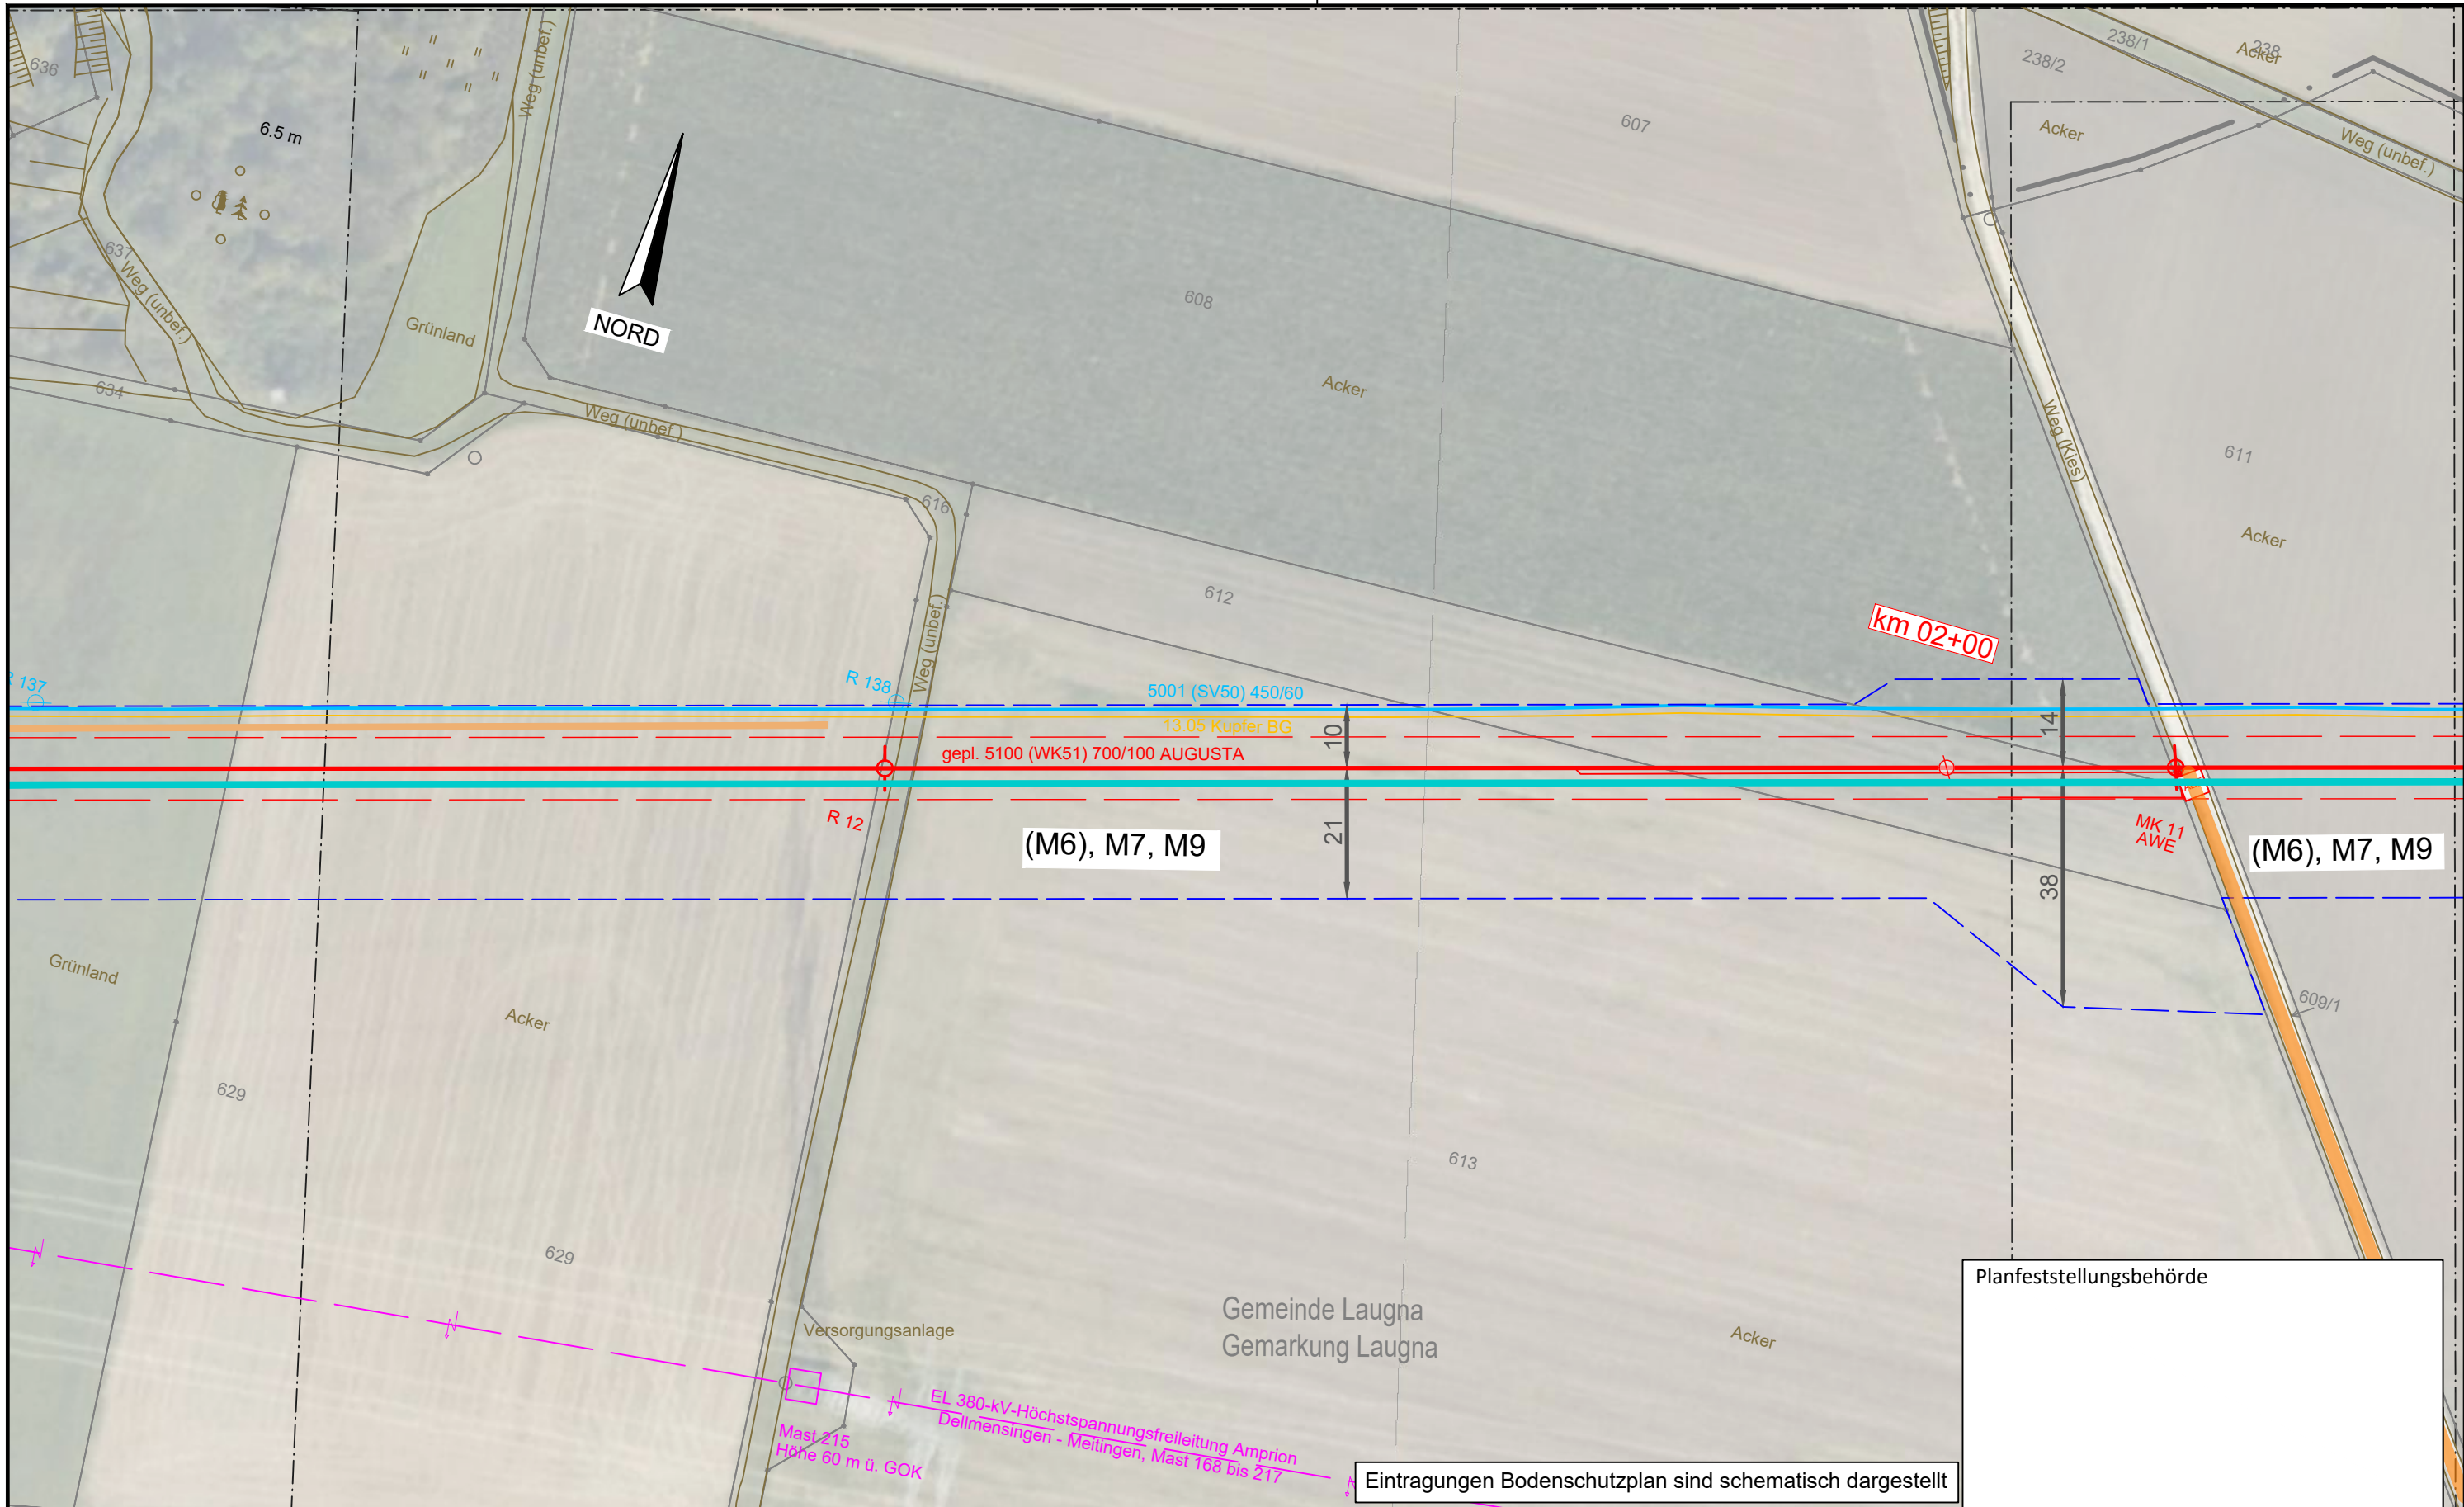 636
6.5 m
Weg (unbef.)
637
Weg (unbef.)
Grünland
634
NORD
Weg (unbef.)
616
Weg (unbef.)
607
608
Acker
612
238/1
238
Acker
238/2
Acker
Weg (unbef.)
Weg (Kies)
611
Acker
km 02+00
137
R 138
5001 (SV50) 450/60
13.05 Kupfer BG
10
14
gepl. 5100 (WK51) 700/100 AUGUSTA
R 12
(M6), M7, M9
21
38
MK 11
AWE
(M6), M7, M9
Grünland
Acker
629
629
609/1
613
Gemeinde Laugna
Gemarkung Laugna
Acker
Versorgungsanlage
Mast 215
Höhe 60 m ü. GOK
EL 380-kV-Höchstspannungsfreileitung Amprion
Dellmensingen - Meitingen, Mast 168 bis 217
Planfeststellungsbehörde
Eintragungen Bodenschutzplan sind schematisch dargestellt